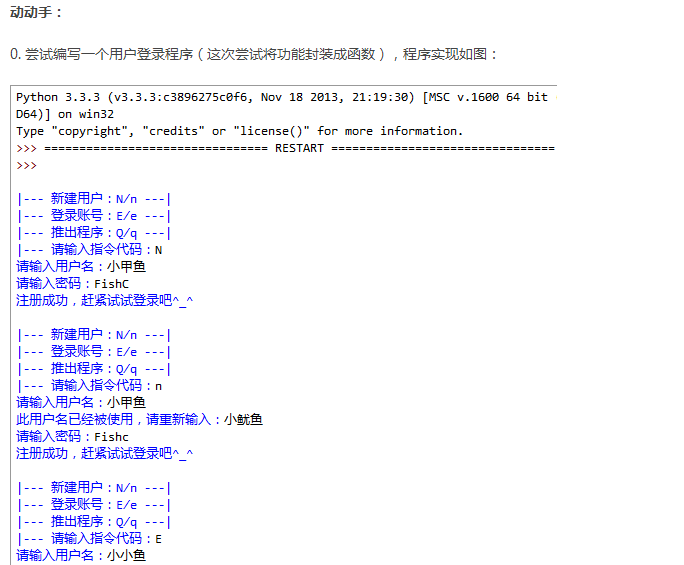 动动手：
0. 尝试编写一个用户登录程序（这次尝试将功能封装成函数），程序实现如图：
Python 3.3.3 (v3.3.3:c3896275c0f6, Nov 18 2013, 21:19:30) [MSC v.1600 64 bit
D64)] on win32
Type "copyright", "credits" or "license()" for more information.
>>> ================================ RESTART ================================
>>>
|--- 新建用户：N/n ---|
|--- 登录账号：E/e ---|
|--- 推出程序：Q/q ---|
|--- 请输入指令代码：N
请输入用户名：小甲鱼
请输入密码：FishC
注册成功，赶紧试试登录吧^_^
|--- 新建用户：N/n ---|
|--- 登录账号：E/e ---|
|--- 推出程序：Q/q ---|
|--- 请输入指令代码：n
请输入用户名：小甲鱼
此用户名已经被使用，请重新输入：小鱿鱼
请输入密码：Fishc
注册成功，赶紧试试登录吧^_^
|--- 新建用户：N/n ---|
|--- 登录账号：E/e ---|
|--- 推出程序：Q/q ---|
|--- 请输入指令代码：E
请输入用户名：小小鱼